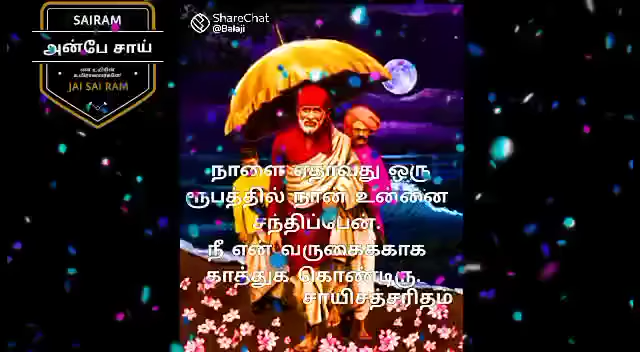 SAIRAM
அன்பே சாய்
JAI SAI RAM
ShareChat
@Balaji
நாளை ஏதாவது ஒரு
ரூபத்தில் நான் உன்னை
சந்திப்பேன்.
நீ என் வருகைக்காக
காத்துக் கொண்டிரு.
சாயிசத்சரிதம்